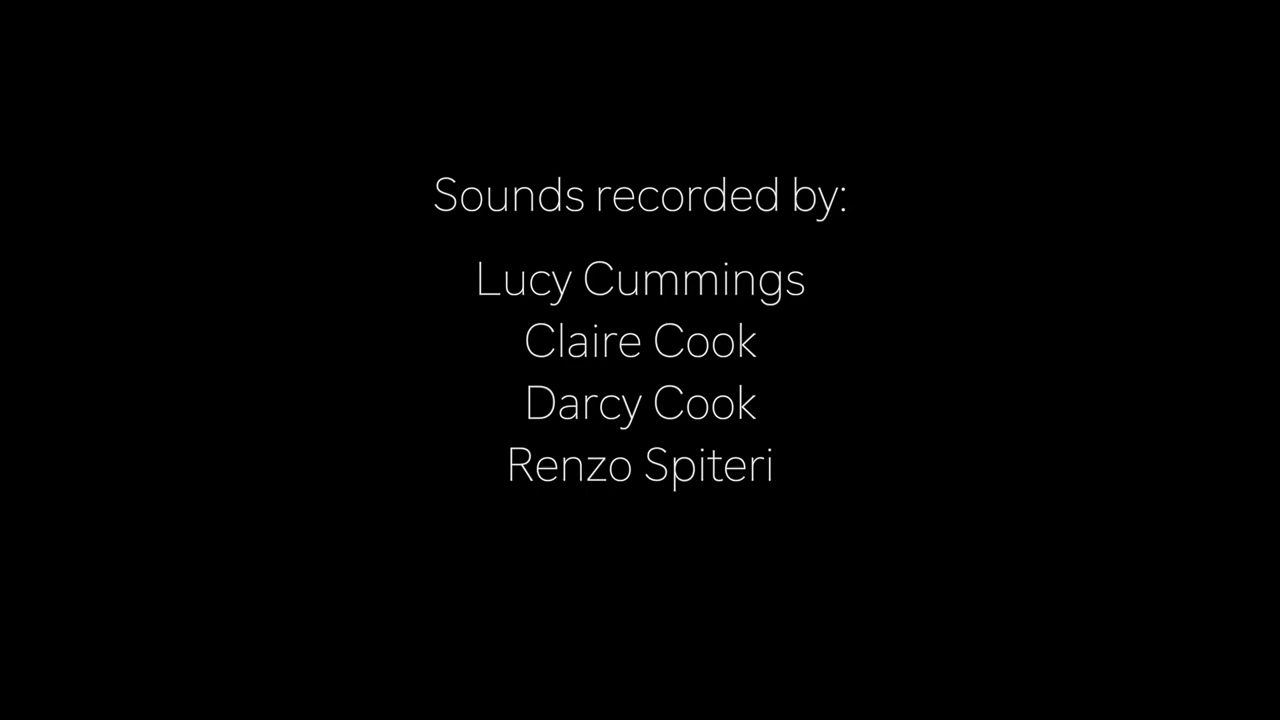 Sounds recorded by:
Lucy Cummings
Claire Cook
Darcy Cook
Renzo Spiteri